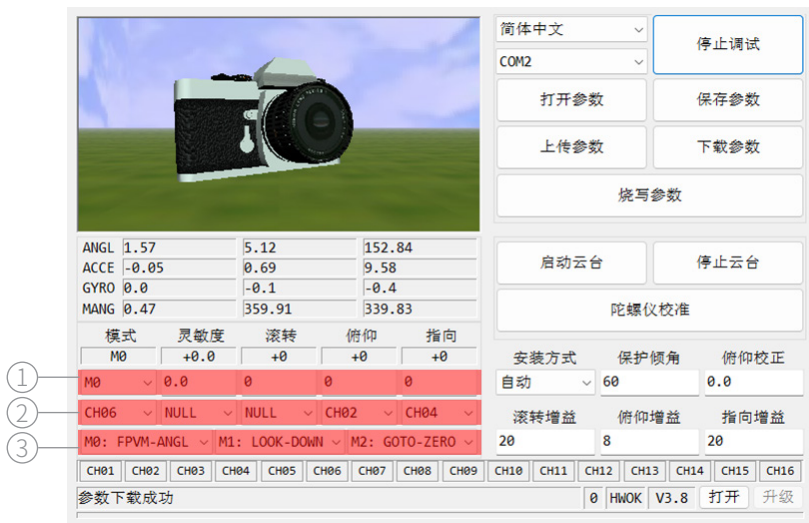 简体中文 停止调试
COM2
打开参数 保存参数
上传参数 下载参数
烧写参数
ANGL 1.57 5.12 152.84
ACCE -0.05 0.69 9.58
GYRO 0.0 -0.1 -0.4
MANG 0.47 359.91 339.83
启动云台 停止云台
陀螺仪校准
模式 灵敏度 滚转 俯仰 指向
M0 +0.0 +0 +0 +0
安装方式 保护倾角 俯仰校正
① M0 0.0 0 0 0
自动 60 0.0
② CH06 NULL NULL CH02 CH04
滚转增益 俯仰增益 指向增益
③ M0: FPVM-ANGL M1: LOOK-DOWN M2: GOTO-ZERO
20 8 20
CH01 CH02 CH03 CH04 CH05 CH06 CH07 CH08 CH09 CH10 CH11 CH12 CH13 CH14 CH15 CH16
参数下载成功 0 HWOK V3.8 打开 升级